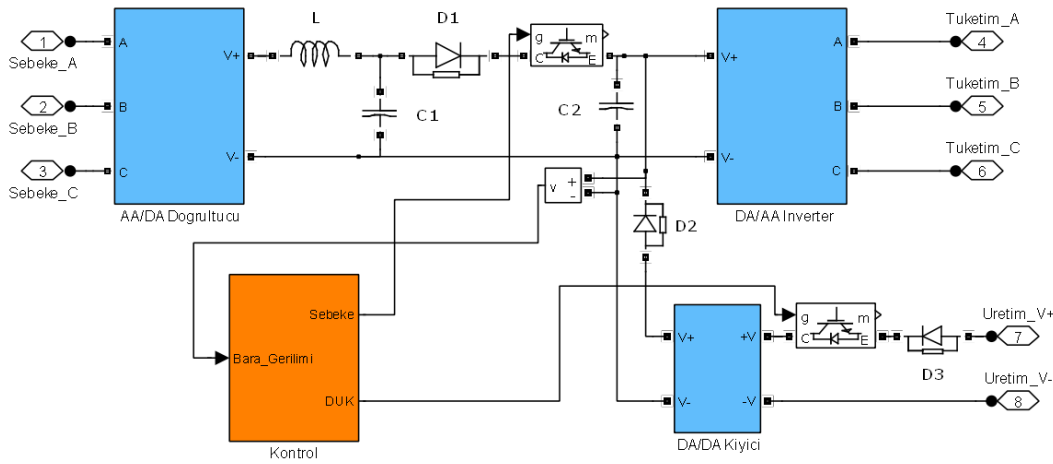 L
D1
Tuketim_A
1
A
V+
g
m
C
E
V+
A
4
Sebeke_A
C1
C2
Tuketim_B
2
B
B
5
Sebeke_B
V-
V-
Tuketim_C
3
C
C
6
Sebeke_C
AA/DA Dogrultucu
v
+
-
DA/AA Inverter
D2
Sebeke
Bara_Gerilimi
DUK
Kontrol
g
m
C
E
Uretim_V+
V+
+V
7
D3
Uretim_V-
V-
-V
8
DA/DA Kiyici